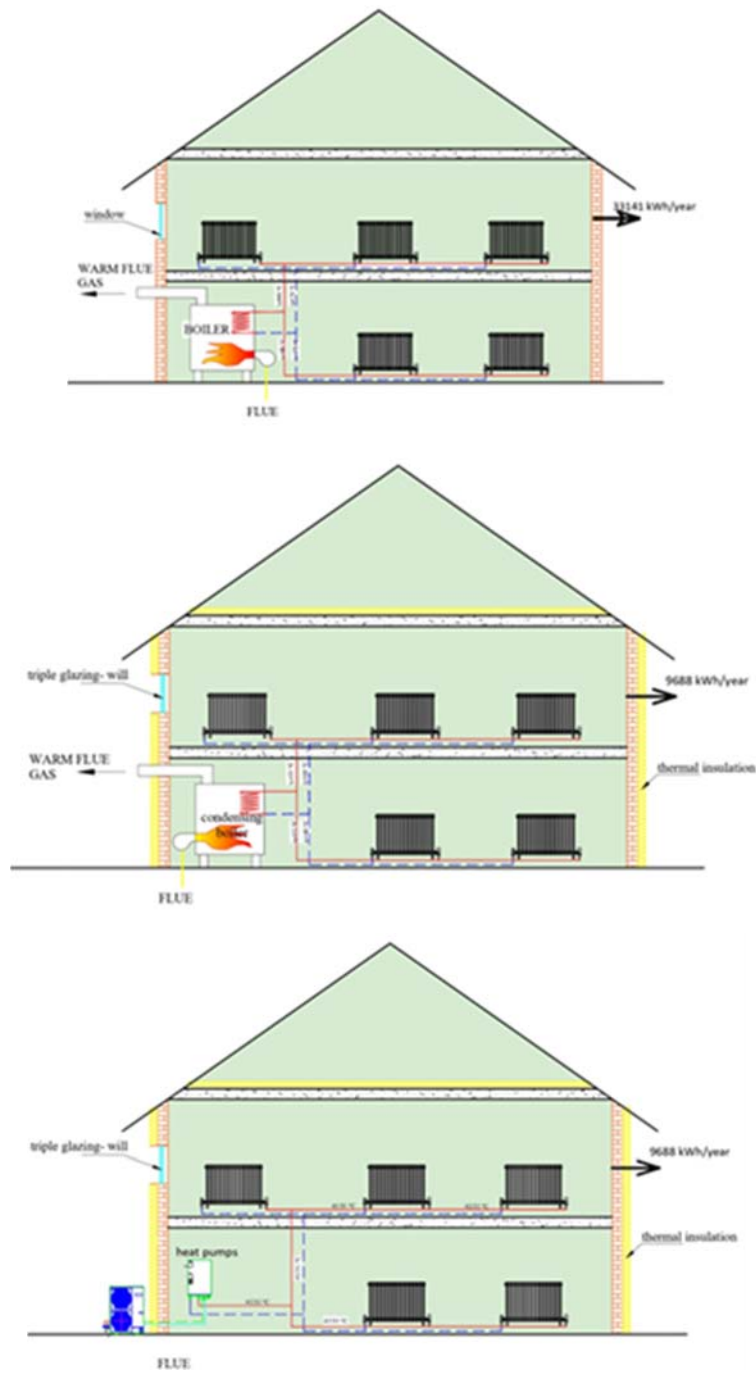 window
33141 kWh/year
WARM FLUE
GAS
BOILER
FLUE
triple glazing- will
9688 kWh/year
WARM FLUE
GAS
thermal insulation
condensing
boiler
FLUE
triple glazing- will
9688 kWh/year
heat pumps
thermal insulation
FLUE